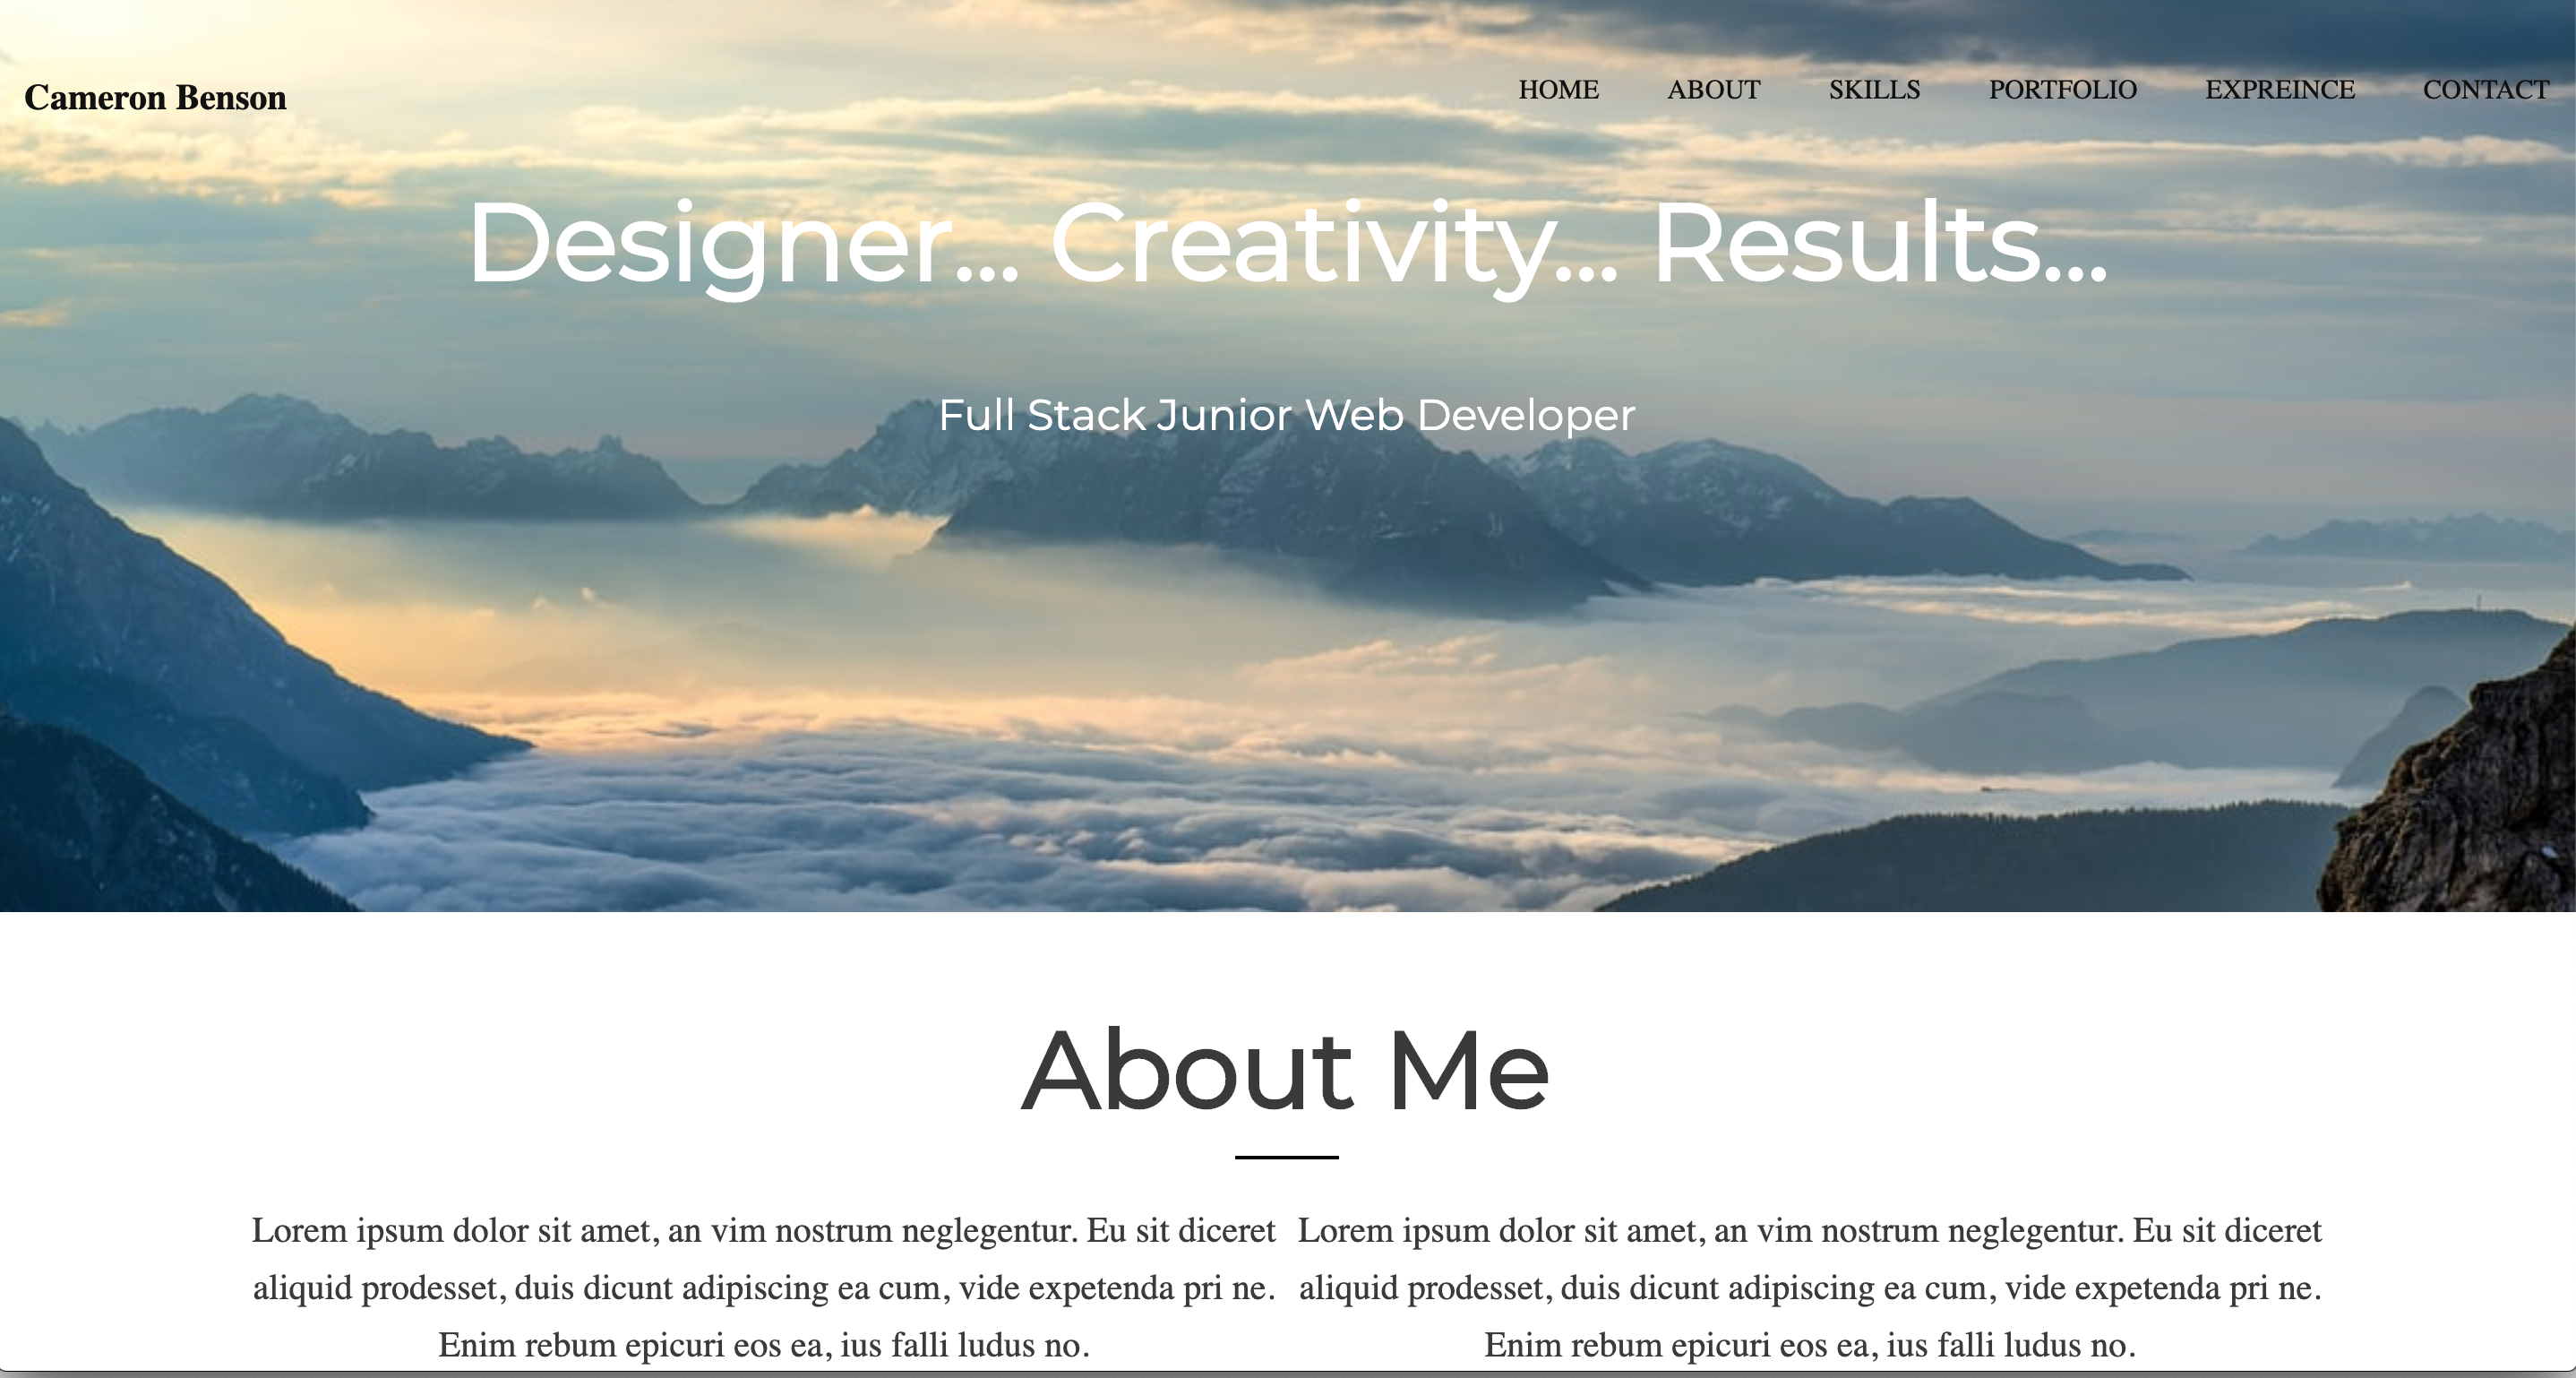 Cameron Benson
HOME ABOUT SKILLS PORTFOLIO EXPREINCE CONTACT
Designer... Creativity... Results...
Full Stack Junior Web Developer
About Me
Lorem ipsum dolor sit amet, an vim nostrum neglegentur. Eu sit diceret
aliquid prodesset, duis dicunt adipiscing ea cum, vide expetenda pri ne.
Enim rebum epicuri eos ea, ius falli ludus no.
Lorem ipsum dolor sit amet, an vim nostrum neglegentur. Eu sit diceret
aliquid prodesset, duis dicunt adipiscing ea cum, vide expetenda pri ne.
Enim rebum epicuri eos ea, ius falli ludus no.